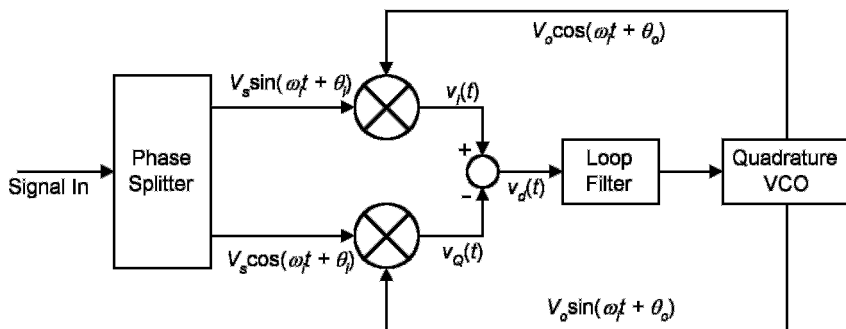 V_o cos(ω_i t + θ_o)
V_s sin(ω_i t + θ_i)
v_I(t)
Signal In
Phase
Splitter
+
-
v_d(t)
Loop
Filter
Quadrature
VCO
V_s cos(ω_i t + θ_i)
v_Q(t)
V_o sin(ω_i t + θ_o)